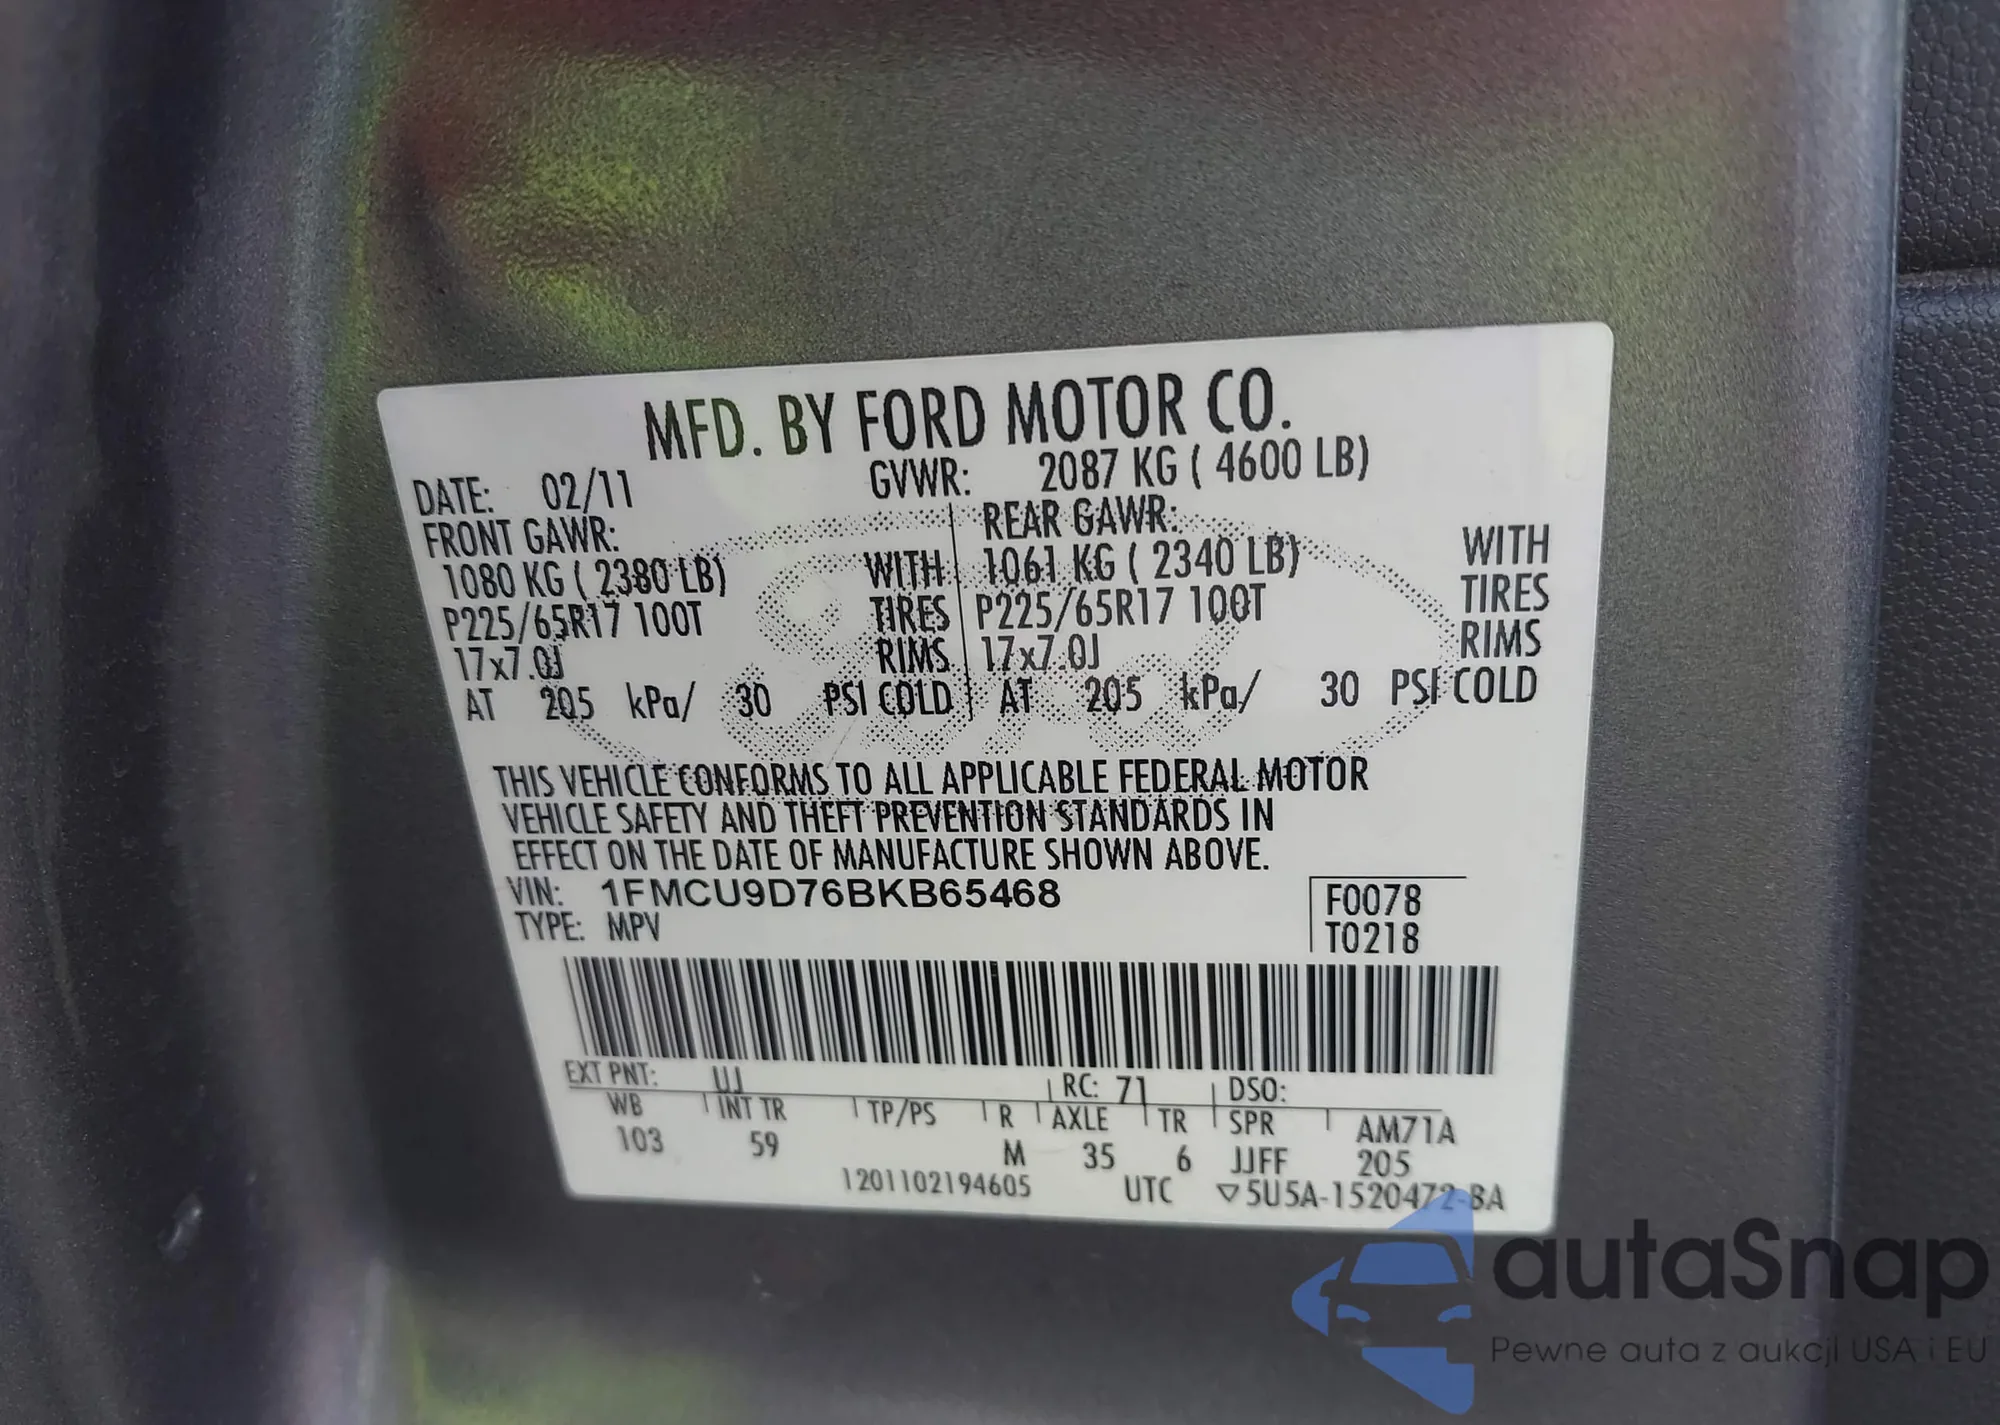 MFD. BY FORD MOTOR CO.
DATE: 02/11 GVWR: 2087 KG ( 4600 LB)
FRONT GAWR: REAR GAWR:
1080 KG ( 2380 LB) WITH 1061 KG ( 2340 LB) WITH
P225/65R17 100T TIRES P225/65R17 100T TIRES
17x7.0J RIMS 17x7.0J RIMS
AT 205 kPa/ 30 PSI COLD AT 205 kPa/ 30 PSI COLD
THIS VEHICLE CONFORMS TO ALL APPLICABLE FEDERAL MOTOR
VEHICLE SAFETY AND THEFT PREVENTION STANDARDS IN
EFFECT ON THE DATE OF MANUFACTURE SHOWN ABOVE.
VIN: 1FMCU9D76BKB65468 F0078
TYPE: MPV T0218
EXT PNT: UJ RC: 71 DSO:
WB INT TR TP/PS R AXLE TR SPR AM71A
103 59 M 35 6 JJFF 205
1201102194605 UTC ▽5U5A-1520472-BA
autaSnap
Pewne auta z aukcji USA i EU